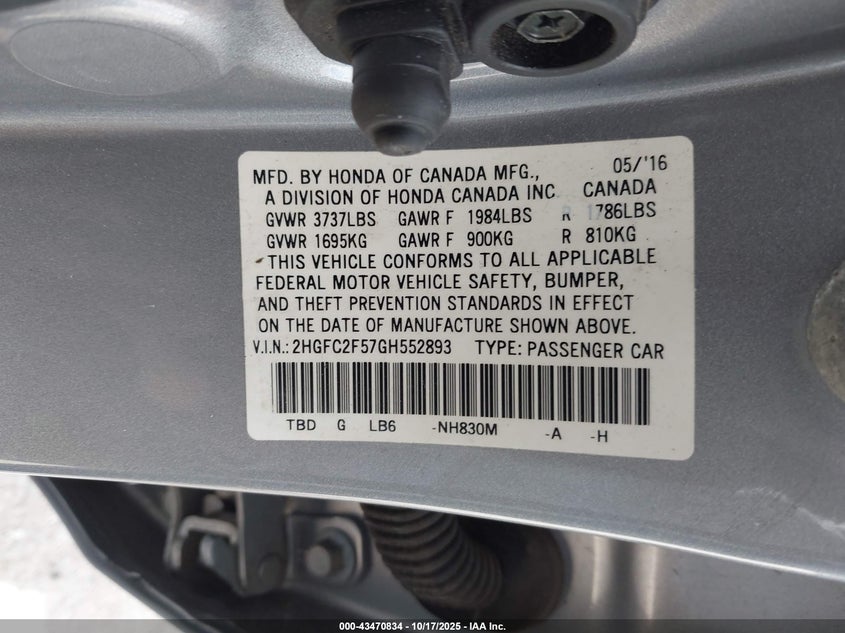 MFD. BY HONDA OF CANADA MFG., 05/'16
A DIVISION OF HONDA CANADA INC CANADA
GVWR 3737LBS GAWR F 1984LBS R 1786LBS
GVWR 1695KG GAWR F 900KG R 810KG
THIS VEHICLE CONFORMS TO ALL APPLICABLE
FEDERAL MOTOR VEHICLE SAFETY, BUMPER,
AND THEFT PREVENTION STANDARDS IN EFFECT
ON THE DATE OF MANUFACTURE SHOWN ABOVE.
V.I.N.: 2HGFC2F57GH552893 TYPE: PASSENGER CAR
TBD G LB6 -NH830M -A -H
000-43470834 | 10/17/2025 | IAA Inc.